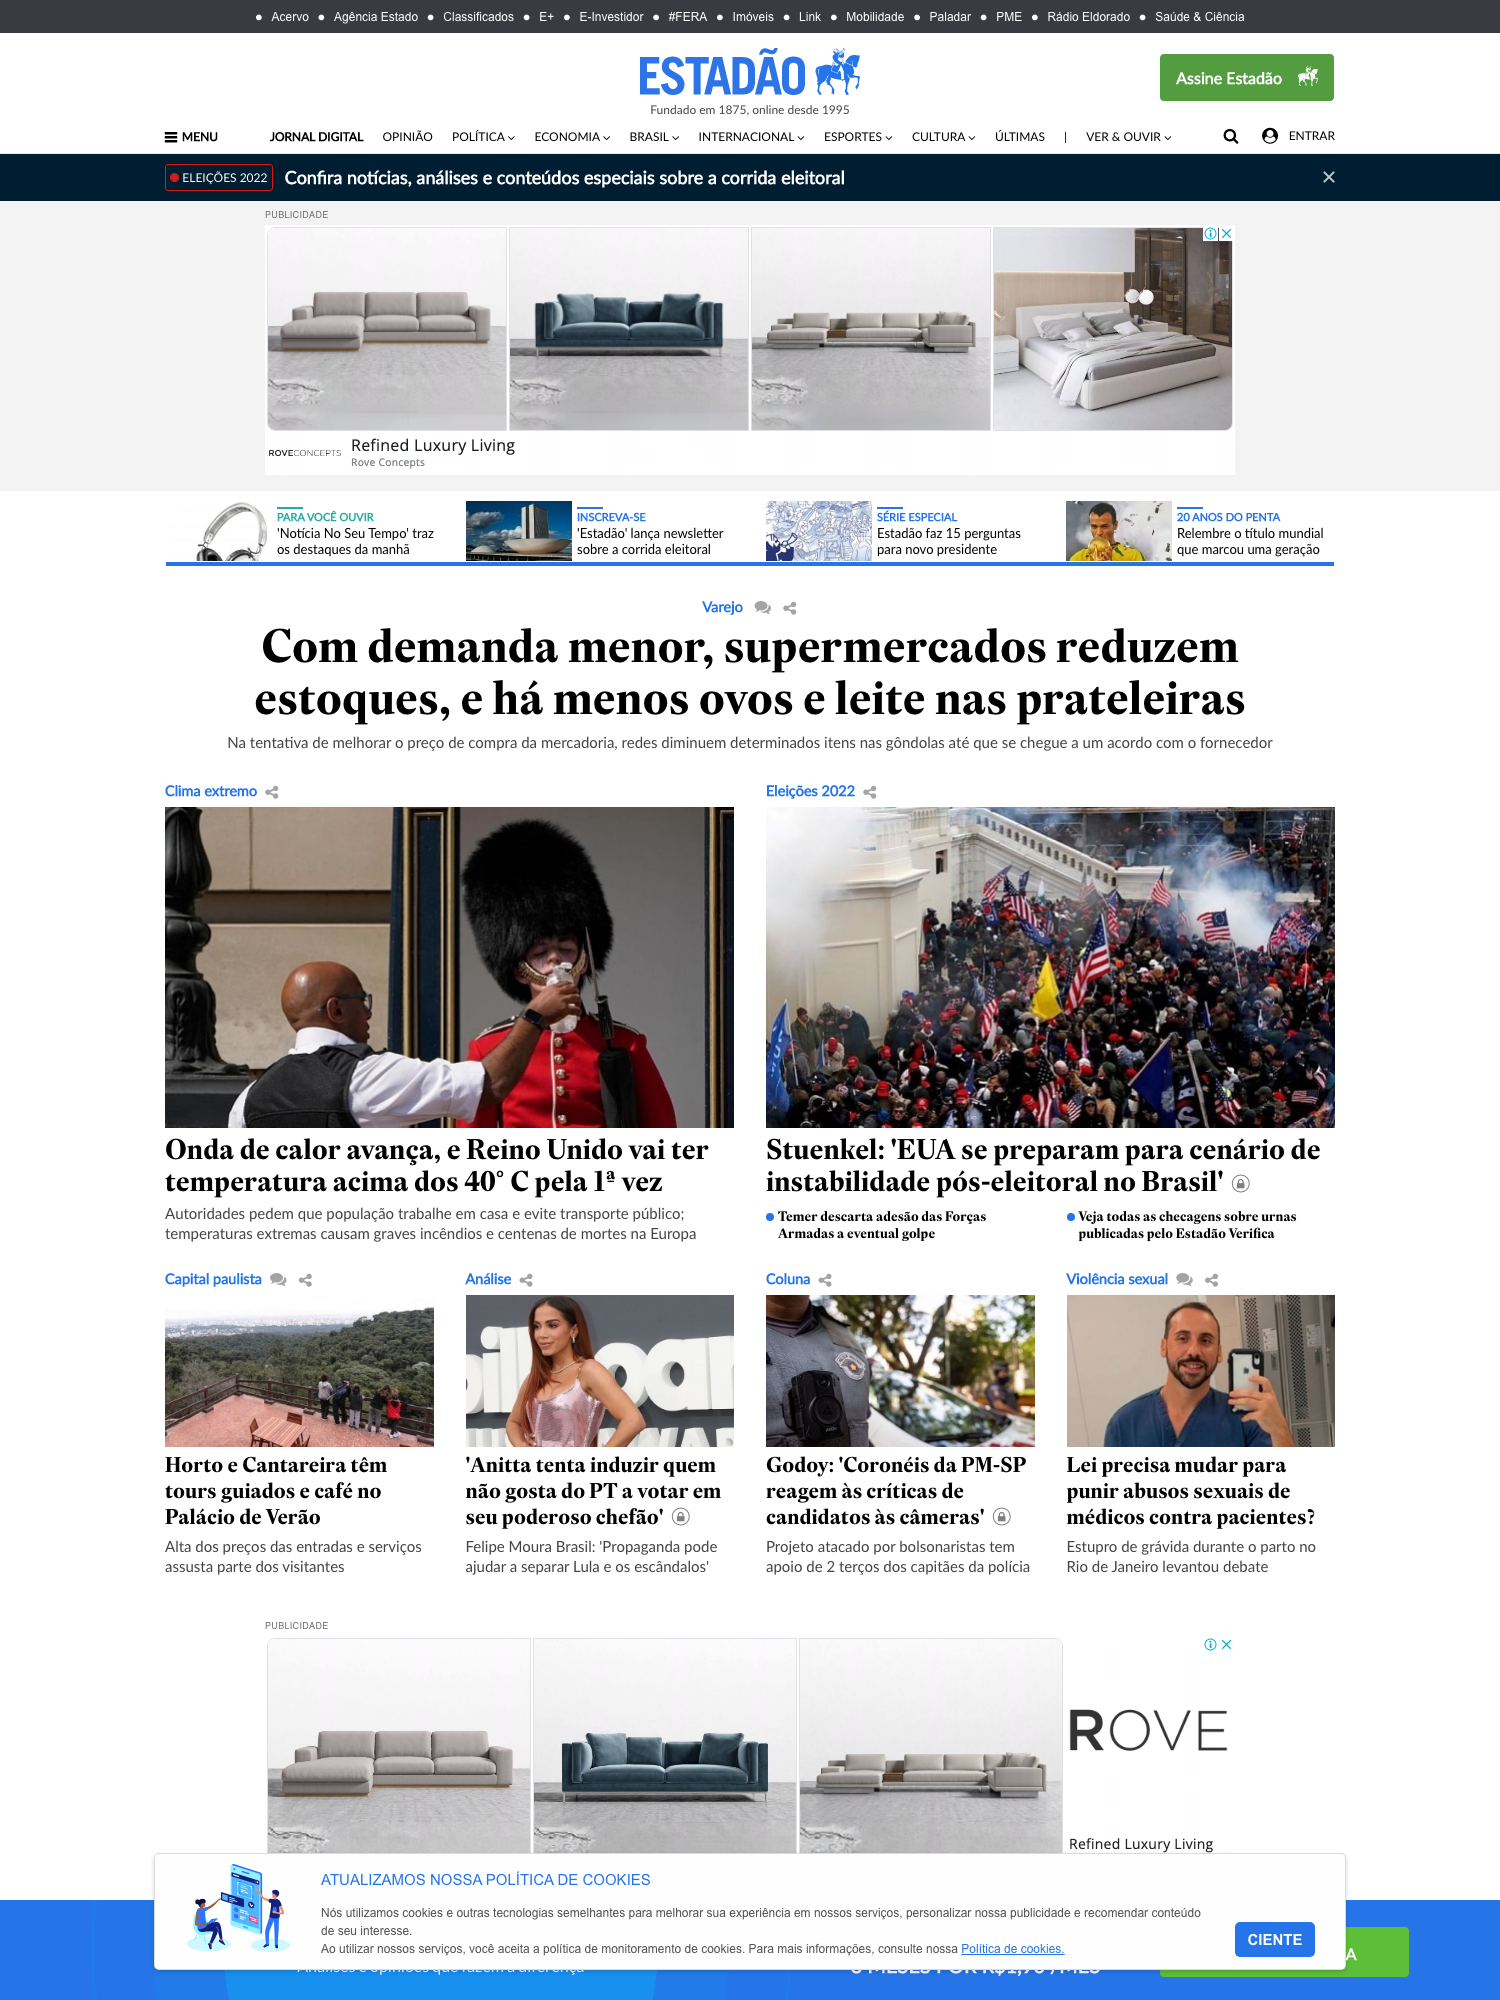 Acervo Agência Estado Classificados E+ E-Investidor #FERA Imóveis Link Mobilidade Paladar PME Rádio Eldorado Saúde & Ciência
ESTADÃO
Fundado em 1875, online desde 1995
Assine Estadão
MENU JORNAL DIGITAL OPINIÃO POLÍTICA ECONOMIA BRASIL INTERNACIONAL ESPORTES CULTURA ÚLTIMAS | VER & OUVIR ENTRAR
ELEIÇÕES 2022 Confira notícias, análises e conteúdos especiais sobre a corrida eleitoral
PUBLICIDADE
ROVECONCEPTS
Refined Luxury Living
Rove Concepts
PARA VOCÊ OUVIR
'Notícia No Seu Tempo' traz
os destaques da manhã
INSCREVA-SE
'Estadão' lança newsletter
sobre a corrida eleitoral
SÉRIE ESPECIAL
Estadão faz 15 perguntas
para novo presidente
20 ANOS DO PENTA
Relembre o título mundial
que marcou uma geração
Varejo
Com demanda menor, supermercados reduzem
estoques, e há menos ovos e leite nas prateleiras
Na tentativa de melhorar o preço de compra da mercadoria, redes diminuem determinados itens nas gôndolas até que se chegue a um acordo com o fornecedor
Clima extremo
Onda de calor avança, e Reino Unido vai ter
temperatura acima dos 40° C pela 1ª vez
Autoridades pedem que população trabalhe em casa e evite transporte público;
temperaturas extremas causam graves incêndios e centenas de mortes na Europa
Eleições 2022
Stuenkel: 'EUA se preparam para cenário de
instabilidade pós-eleitoral no Brasil'
Temer descarta adesão das Forças
Armadas a eventual golpe
Veja todas as checagens sobre urnas
publicadas pelo Estadão Verifica
Capital paulista
Horto e Cantareira têm
tours guiados e café no
Palácio de Verão
Alta dos preços das entradas e serviços
assusta parte dos visitantes
Análise
'Anitta tenta induzir quem
não gosta do PT a votar em
seu poderoso chefão'
Felipe Moura Brasil: 'Propaganda pode
ajudar a separar Lula e os escândalos'
Coluna
Godoy: 'Coronéis da PM-SP
reagem às críticas de
candidatos às câmeras'
Projeto atacado por bolsonaristas tem
apoio de 2 terços dos capitães da polícia
Violência sexual
Lei precisa mudar para
punir abusos sexuais de
médicos contra pacientes?
Estupro de grávida durante o parto no
Rio de Janeiro levantou debate
PUBLICIDADE
ROVE
Refined Luxury Living
ATUALIZAMOS NOSSA POLÍTICA DE COOKIES
Nós utilizamos cookies e outras tecnologias semelhantes para melhorar sua experiência em nossos serviços, personalizar nossa publicidade e recomendar conteúdo
de seu interesse.
Ao utilizar nossos serviços, você aceita a política de monitoramento de cookies. Para mais informações, consulte nossa Política de cookies.
CIENTE